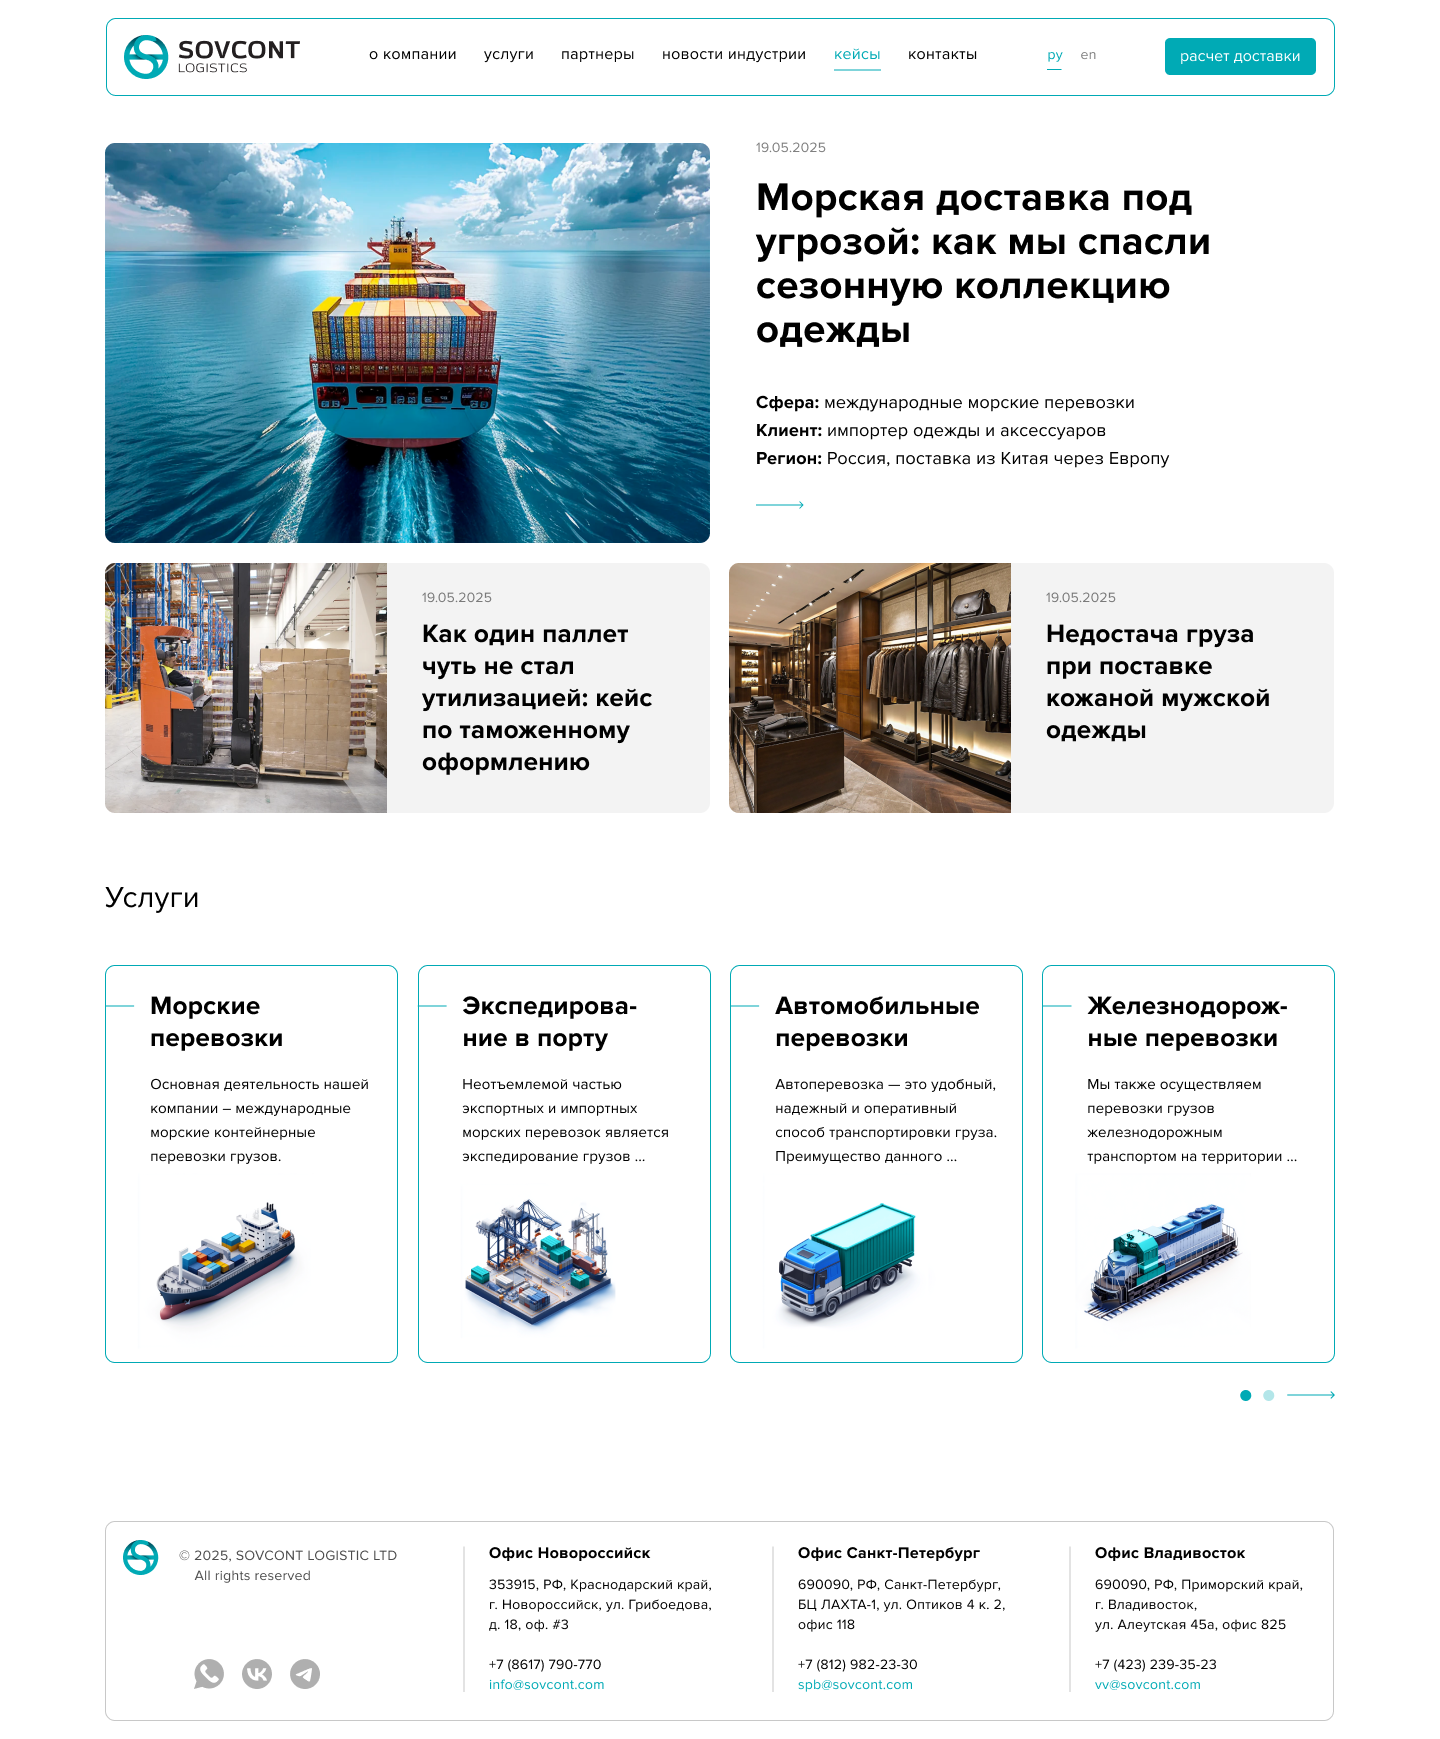 SOVCONT
LOGISTICS
о компании услуги партнеры новости индустрии кейсы контакты
ру en
расчет доставки
19.05.2025
Морская доставка под
угрозой: как мы спасли
сезонную коллекцию
одежды
Сфера: международные морские перевозки
Клиент: импортер одежды и аксессуаров
Регион: Россия, поставка из Китая через Европу
19.05.2025
Как один паллет
чуть не стал
утилизацией: кейс
по таможенному
оформлению
19.05.2025
Недостача груза
при поставке
кожаной мужской
одежды
Услуги
Морские
перевозки
Основная деятельность нашей
компании – международные
морские контейнерные
перевозки грузов.
Экспедирова-
ние в порту
Неотъемлемой частью
экспортных и импортных
морских перевозок является
экспедирование грузов ...
Автомобильные
перевозки
Автоперевозка — это удобный,
надежный и оперативный
способ транспортировки груза.
Преимущество данного ...
Железнодорож-
ные перевозки
Мы также осуществляем
перевозки грузов
железнодорожным
транспортом на территории ...
© 2025, SOVCONT LOGISTIC LTD
All rights reserved
Офис Новороссийск
353915, РФ, Краснодарский край,
г. Новороссийск, ул. Грибоедова,
д. 18, оф. #3
+7 (8617) 790-770
info@sovcont.com
Офис Санкт-Петербург
690090, РФ, Санкт-Петербург,
БЦ ЛАХТА-1, ул. Оптиков 4 к. 2,
офис 118
+7 (812) 982-23-30
spb@sovcont.com
Офис Владивосток
690090, РФ, Приморский край,
г. Владивосток,
ул. Алеутская 45а, офис 825
+7 (423) 239-35-23
vv@sovcont.com